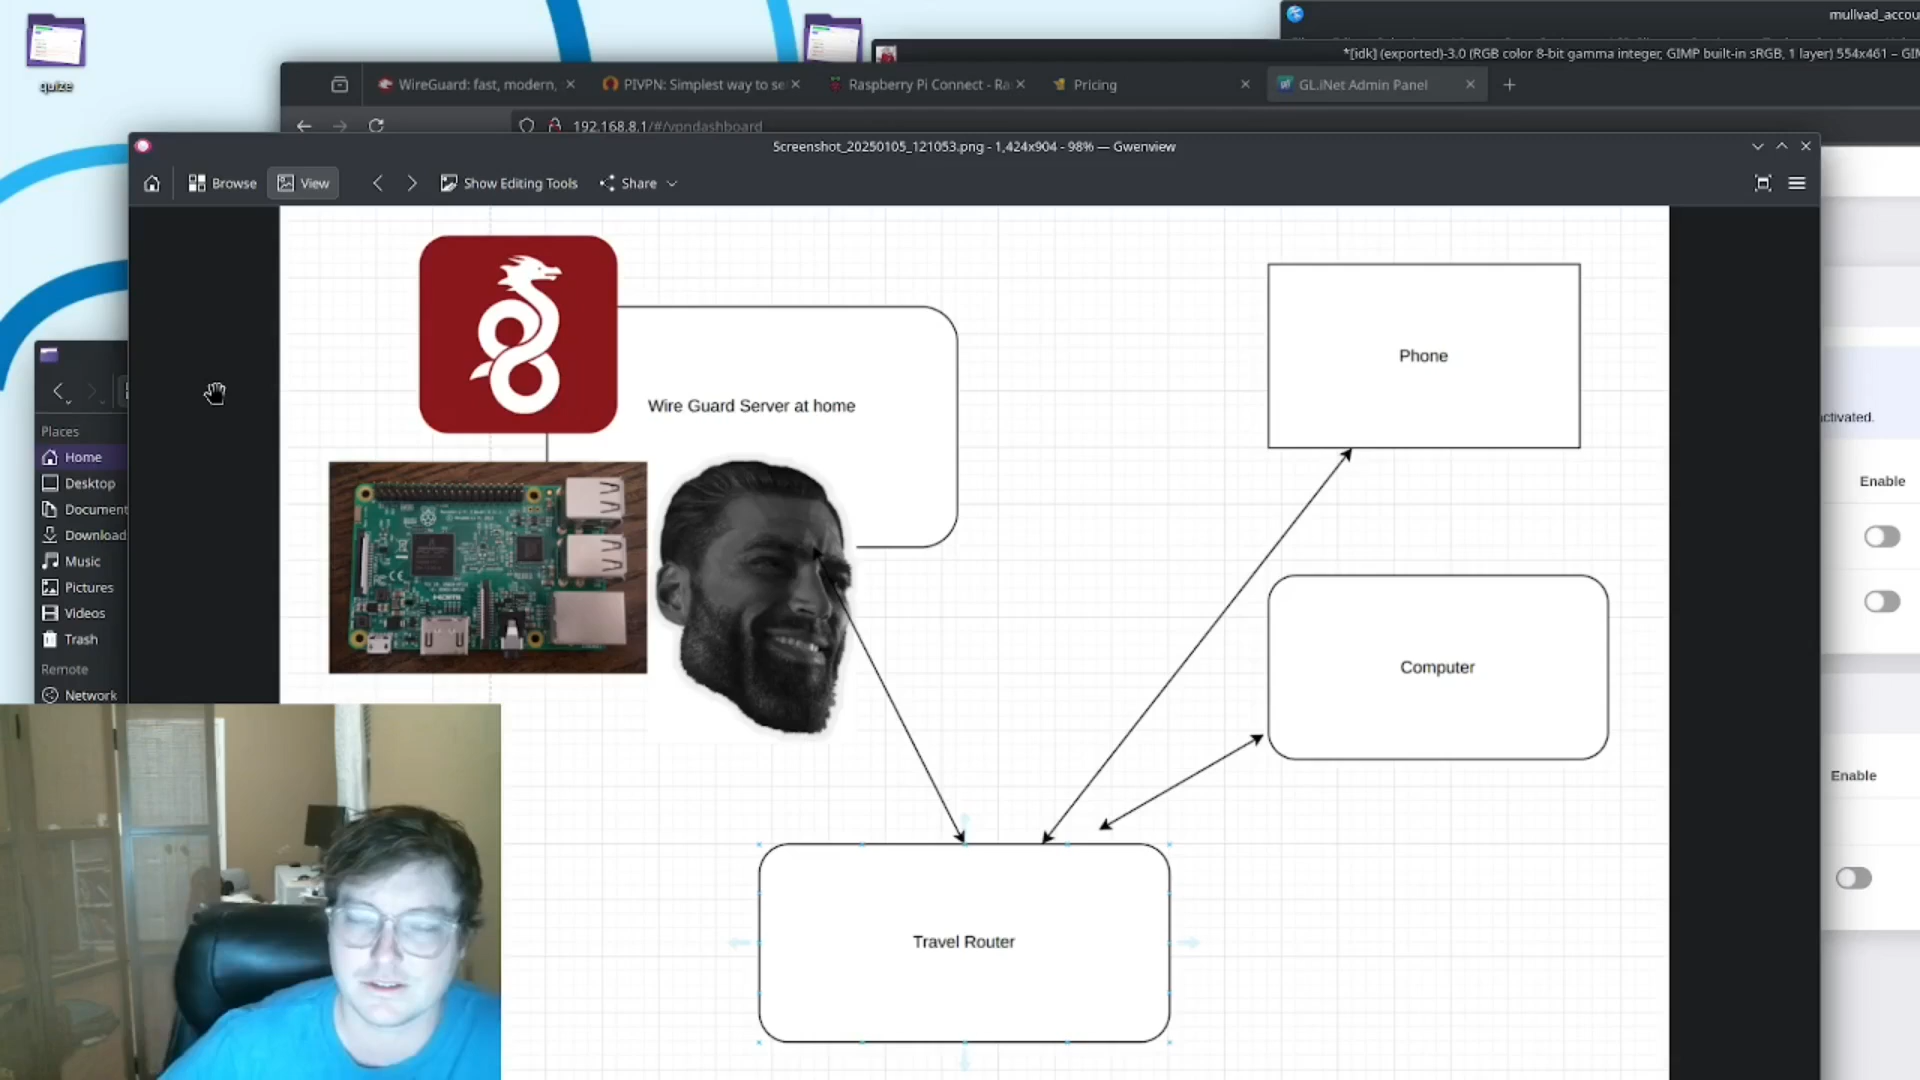 quize
mullvad_accou
*[idk] (exported)-3.0 (RGB color 8-bit gamma integer, GIMP built-in sRGB, 1 layer) 554x461 – GIM
WireGuard: fast, modern,
PIVPN: Simplest way to se
Raspberry Pi Connect - Ra
Pricing
GL.iNet Admin Panel
192.168.8.1/#/vpndashboard
Screenshot_20250105_121053.png - 1,424x904 - 98% — Gwenview
Browse
View
Show Editing Tools
Share
Wire Guard Server at home
Phone
Computer
Travel Router
Places
Home
Desktop
Document
Download
Music
Pictures
Videos
Trash
Remote
Network
ctivated.
Enable
Enable